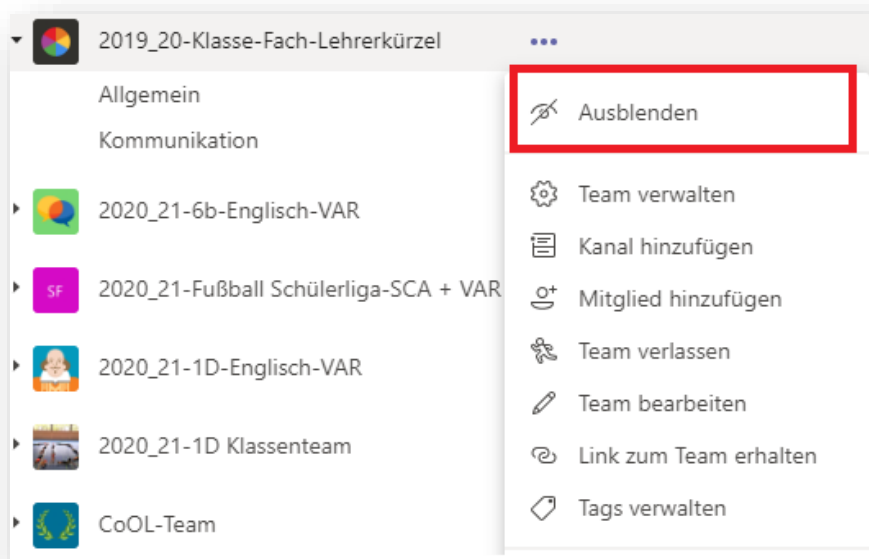 2019_20-Klasse-Fach-Lehrerkürzel
Allgemein
Kommunikation
2020_21-6b-Englisch-VAR
SF
2020_21-Fußball Schülerliga-SCA + VAR
2020_21-1D-Englisch-VAR
2020_21-1D Klassenteam
CoOL-Team
Ausblenden
Team verwalten
Kanal hinzufügen
Mitglied hinzufügen
Team verlassen
Team bearbeiten
Link zum Team erhalten
Tags verwalten